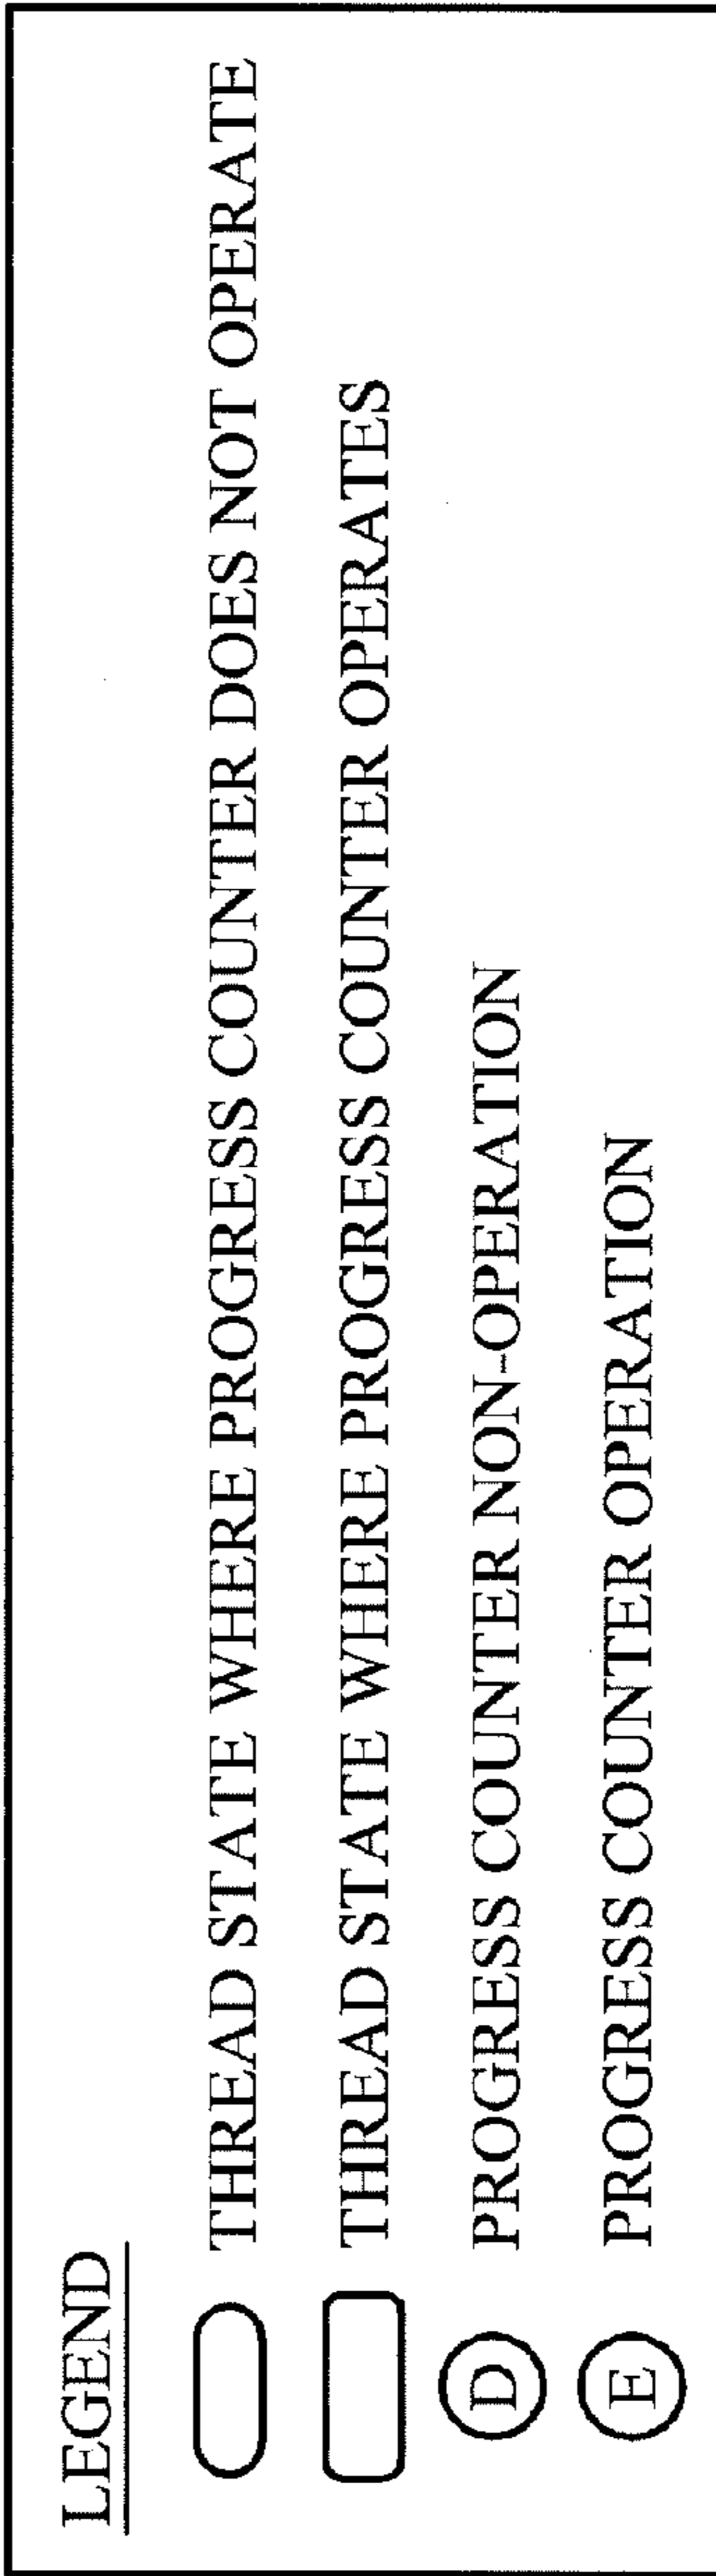 LEGEND
THREAD STATE WHERE PROGRESS COUNTER DOES NOT OPERATE
THREAD STATE WHERE PROGRESS COUNTER OPERATES
D PROGRESS COUNTER NON-OPERATION
E PROGRESS COUNTER OPERATION